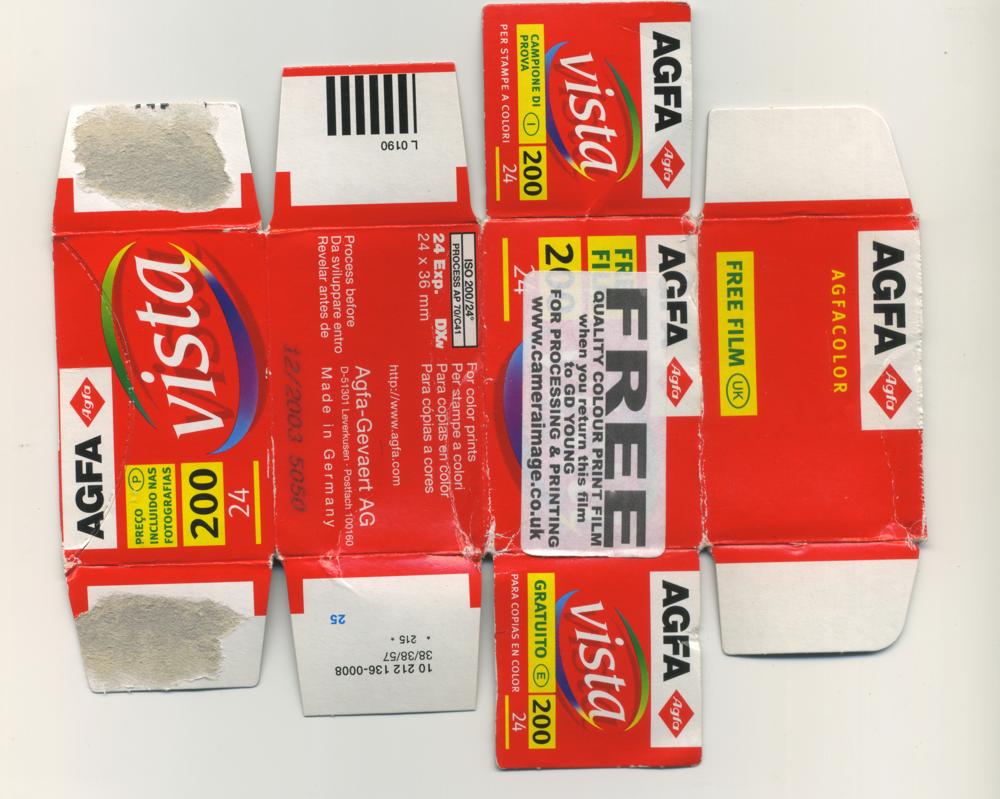 AGFA
Agfa
vista
CAMPIONE DI
PROVA
I
200
PER STAMPE A COLORI
24
L 0190
vista
AGFA
Agfa
24
200
PREÇO
INCLUIDO NAS
FOTOGRAFIAS
P
ISO 200/24°
PROCESS AP 70/C41
24 Exp. DXN
24 x 36 mm
Process before
Da sviluppare entro
Revelar antes de
12/2003 5050
For color prints
Per stampe a colori
Para copias en color
Para cópias a cores
http://www.agfa.com
Agfa-Gevaert AG
D-51301 Leverkusen · Postfach 100160
Made in Germany
AGFA
Agfa
24
FREE
QUALITY COLOUR PRINT FILM
when you return this film
to GD YOUNG
FOR PROCESSING & PRINTING
www.cameraimage.co.uk
AGFA
Agfa
AGFACOLOR
FREE FILM UK
25
* 215 *
38/38/57
10 212 136-0008
AGFA
Agfa
vista
GRATUITO E
200
PARA COPIAS EN COLOR
24